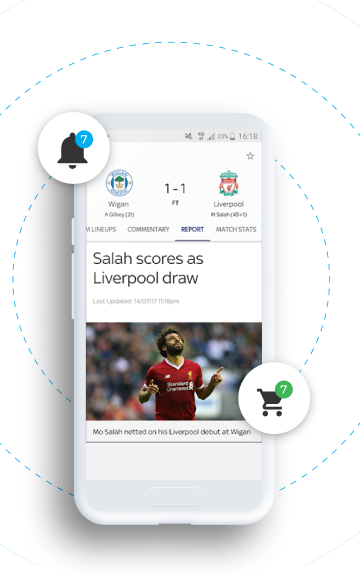 7
4G 23% 16:18
1-1
Wigan FT Liverpool
A Gilbey (21) M Salah (45+1)
M LINEUPS COMMENTARY REPORT MATCH STATS
Salah scores as
Liverpool draw
Last Updated: 14/07/17 11:18pm
Standard
Chartered
7
Mo Salah netted on his Liverpool debut at Wigan